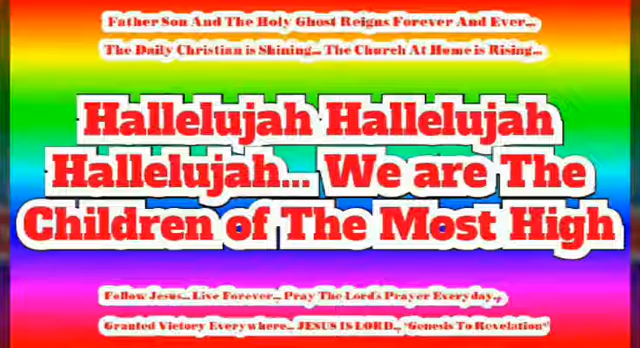 Father Son And The Holy Ghost Reigns Forever And Ever...
The Daily Christian is Shining... The Church At Home is Rising...
Hallelujah Hallelujah
Hallelujah... We are The
Children of The Most High
Follow Jesus... Live Forever... Pray The Lord's Prayer Everyday..,
Granted Victory Everywhere... JESUS IS LORD... "Genesis To Revelation"